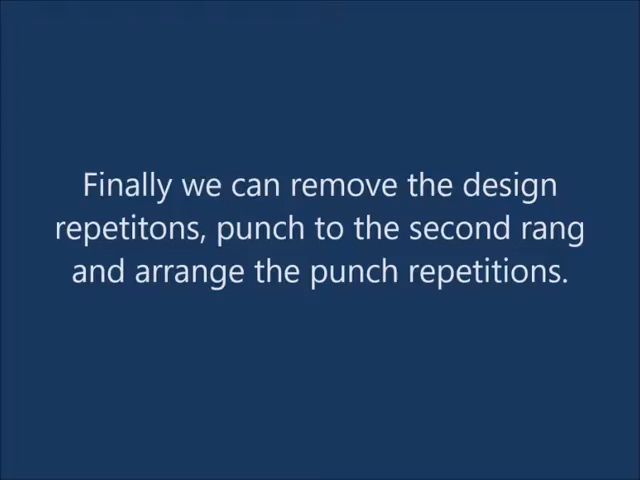 Finally we can remove the design
repetitons, punch to the second rang
and arrange the punch repetitions.